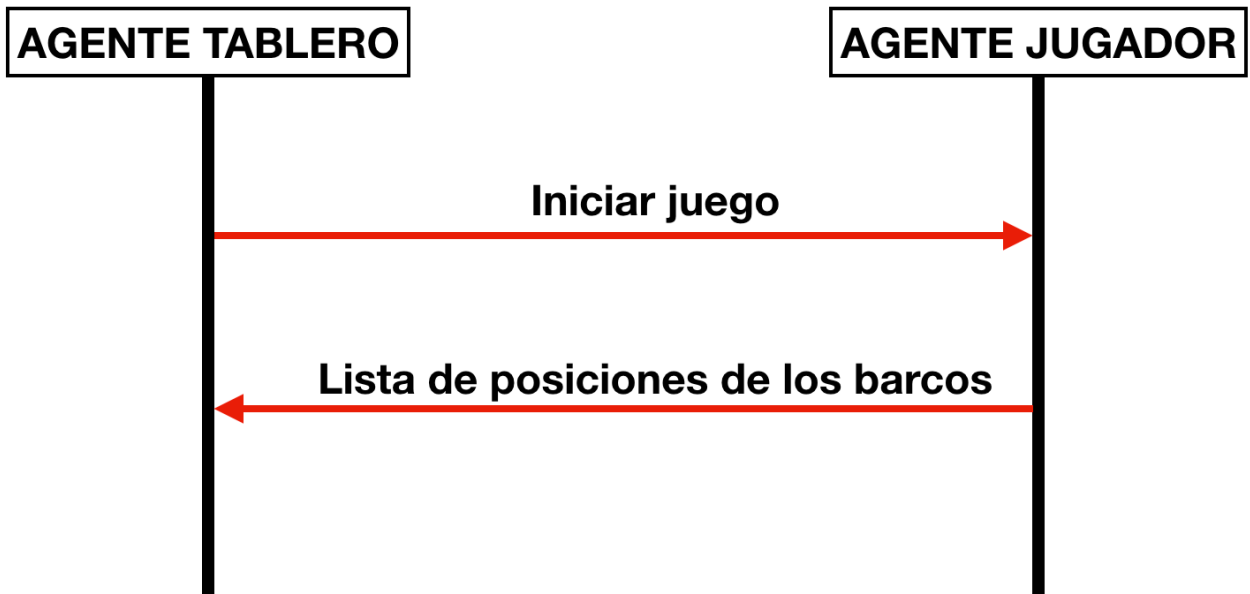 AGENTE TABLERO
AGENTE JUGADOR
Iniciar juego
Lista de posiciones de los barcos